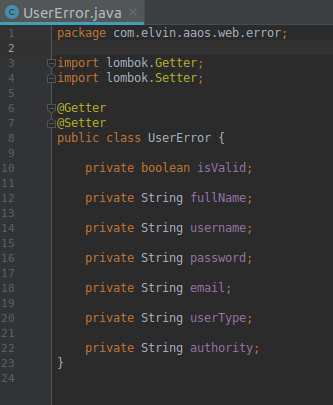 UserError.java ×
1 package com.elvin.aaos.web.error;
2
3 import lombok.Getter;
4 import lombok.Setter;
5
6 @Getter
7 @Setter
8 public class UserError {
9
10 private boolean isValid;
11
12 private String fullName;
13
14 private String username;
15
16 private String password;
17
18 private String email;
19
20 private String userType;
21
22 private String authority;
23 }
24